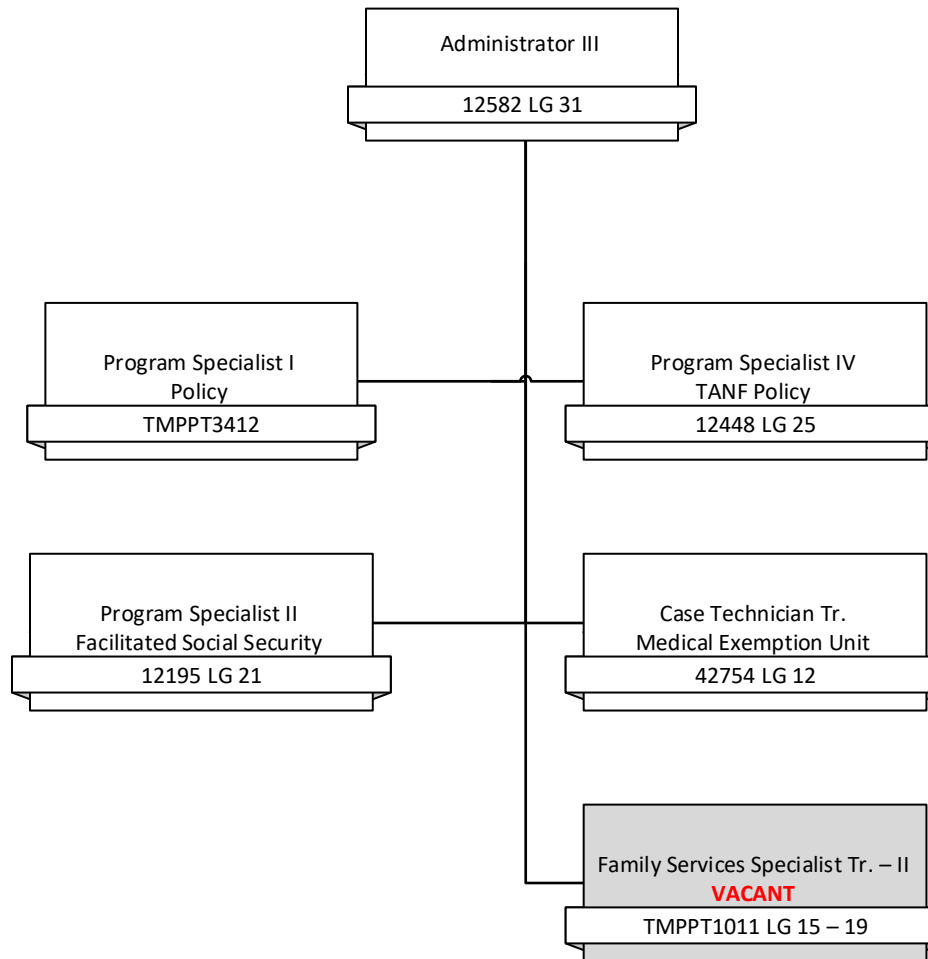 Administrator III
12582 LG 31
Program Specialist I
Policy
TMPPT3412
Program Specialist IV
TANF Policy
12448 LG 25
Program Specialist II
Facilitated Social Security
12195 LG 21
Case Technician Tr.
Medical Exemption Unit
42754 LG 12
Family Services Specialist Tr. – II
VACANT
TMPPT1011 LG 15 – 19